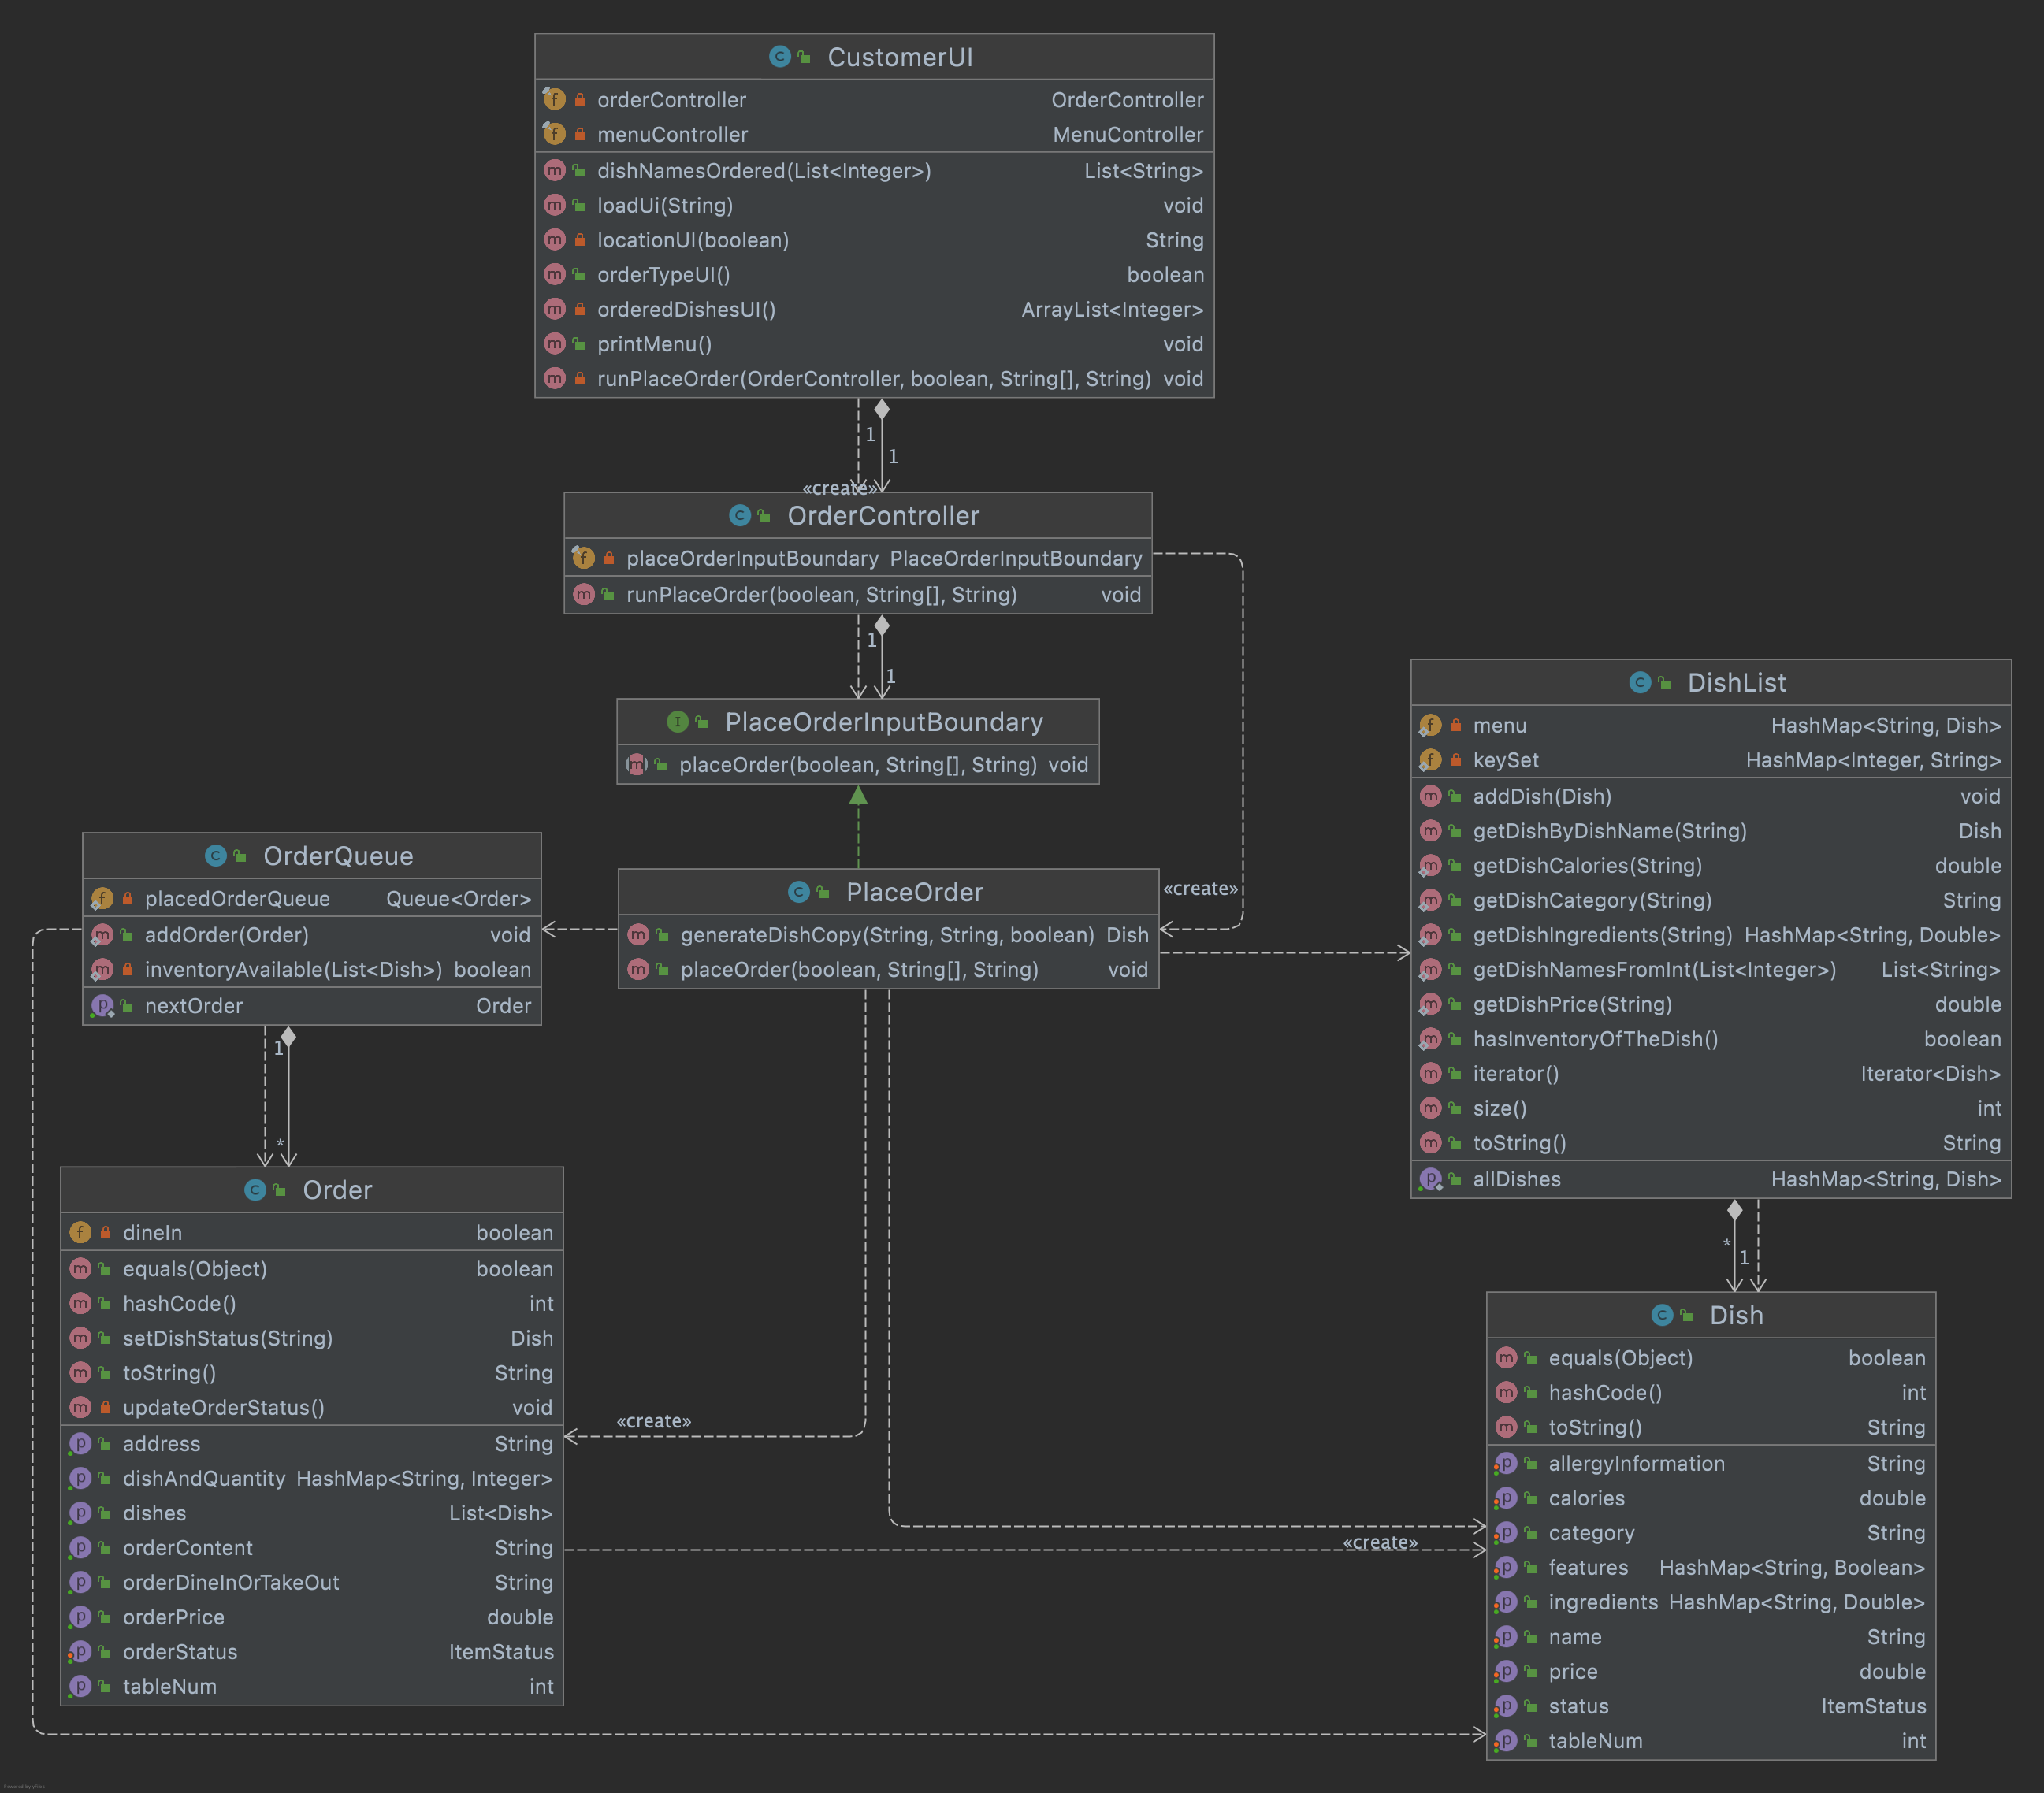 CustomerUI
orderController OrderController
menuController MenuController
dishNamesOrdered(List<Integer>) List<String>
loadUi(String) void
locationUI(boolean) String
orderTypeUI() boolean
orderedDishesUI() ArrayList<Integer>
printMenu() void
runPlaceOrder(OrderController, boolean, String[], String) void
1
1
«create»
OrderController
placeOrderInputBoundary PlaceOrderInputBoundary
runPlaceOrder(boolean, String[], String) void
1
1
PlaceOrderInputBoundary
placeOrder(boolean, String[], String) void
DishList
menu HashMap<String, Dish>
keySet HashMap<Integer, String>
addDish(Dish) void
getDishByDishName(String) Dish
getDishCalories(String) double
getDishCategory(String) String
getDishIngredients(String) HashMap<String, Double>
getDishNamesFromInt(List<Integer>) List<String>
getDishPrice(String) double
hasInventoryOfTheDish() boolean
iterator() Iterator<Dish>
size() int
toString() String
allDishes HashMap<String, Dish>
OrderQueue
placedOrderQueue Queue<Order>
addOrder(Order) void
inventoryAvailable(List<Dish>) boolean
nextOrder Order
PlaceOrder
generateDishCopy(String, String, boolean) Dish
placeOrder(boolean, String[], String) void
«create»
1
*
*
1
Order
dineIn boolean
equals(Object) boolean
hashCode() int
setDishStatus(String) Dish
toString() String
updateOrderStatus() void
address String
dishAndQuantity HashMap<String, Integer>
dishes List<Dish>
orderContent String
orderDineInOrTakeOut String
orderPrice double
orderStatus ItemStatus
tableNum int
«create»
«create»
Dish
equals(Object) boolean
hashCode() int
toString() String
allergyInformation String
calories double
category String
features HashMap<String, Boolean>
ingredients HashMap<String, Double>
name String
price double
status ItemStatus
tableNum int
Powered by yFiles